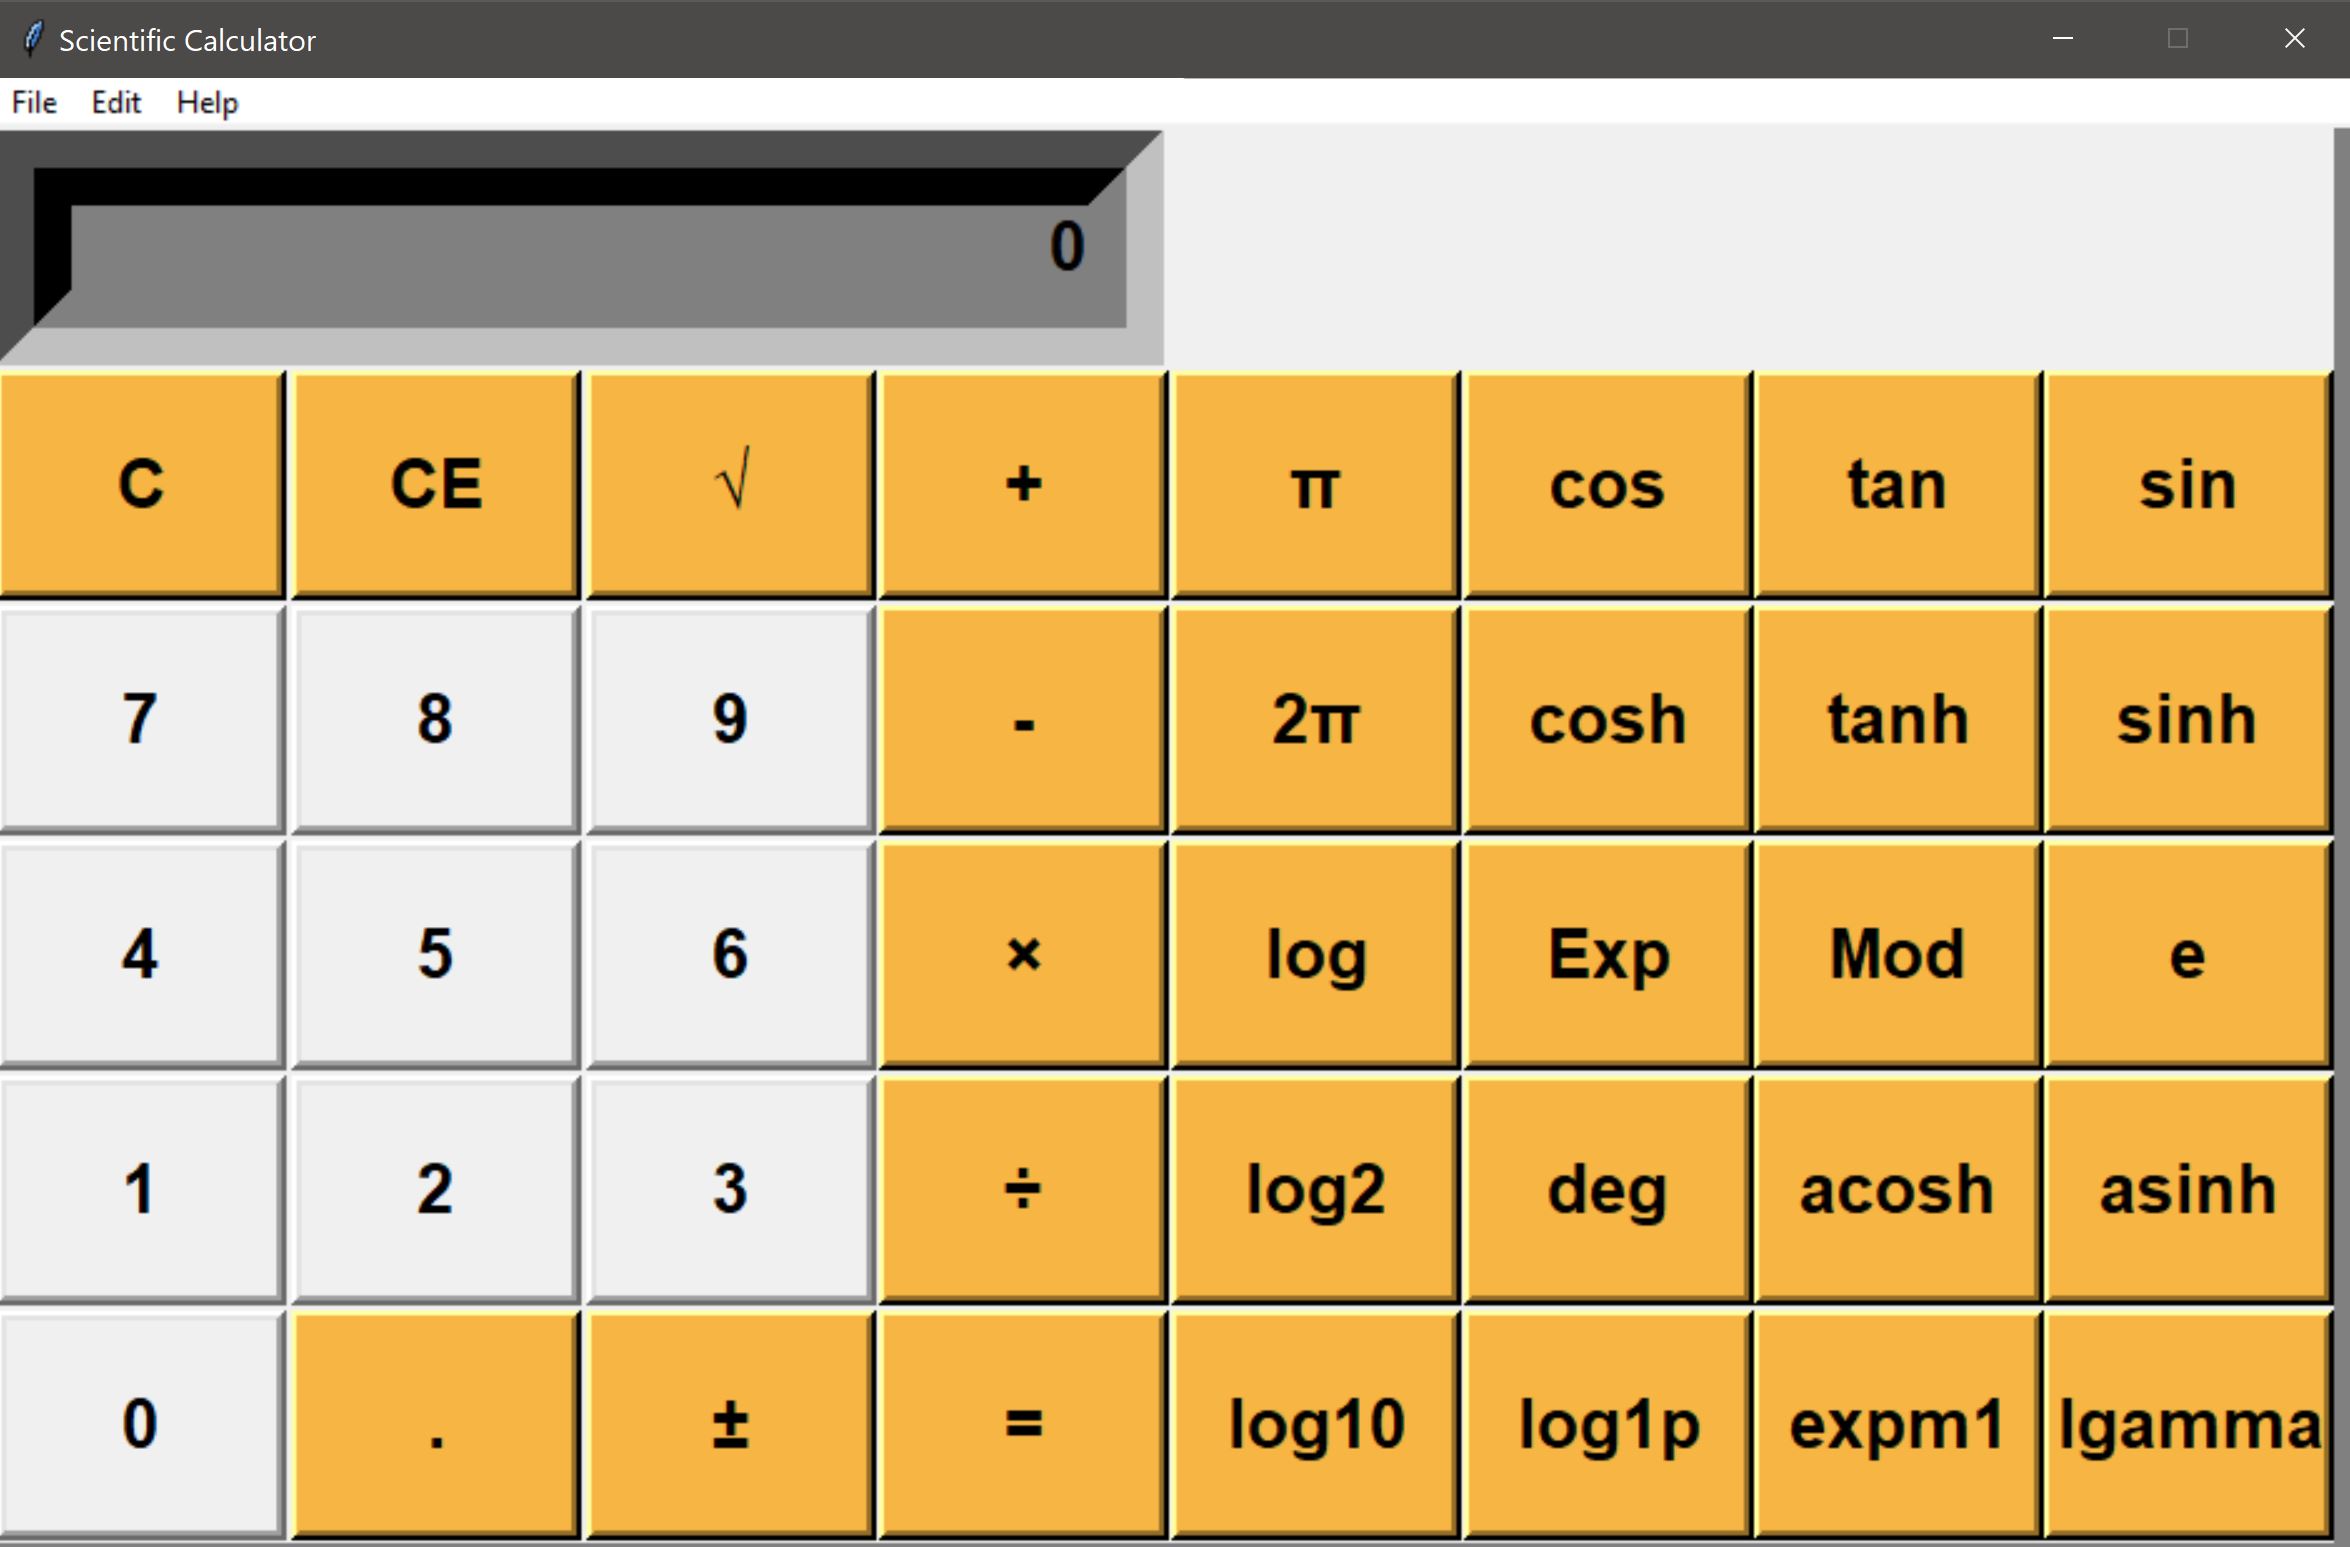 Scientific Calculator
File Edit Help
0
C CE √ + π cos tan sin
7 8 9 - 2π cosh tanh sinh
4 5 6 × log Exp Mod e
1 2 3 ÷ log2 deg acosh asinh
0 . ± = log10 log1p expm1 lgamma